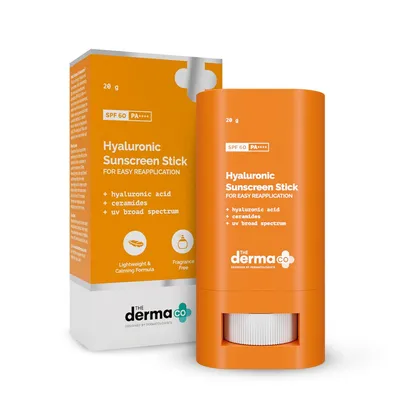 20 g
SPF 60 PA++++
Hyaluronic
Sunscreen Stick
FOR EASY REAPPLICATION
+ hyaluronic acid
+ ceramides
+ uv broad spectrum
Lightweight &
Calming Formula
Fragrance
Free
THE
derma co
20 g
SPF 60 PA++++
Hyaluronic
Sunscreen Stick
FOR EASY REAPPLICATION
+ hyaluronic acid
+ ceramides
+ uv broad spectrum
THE
derma co